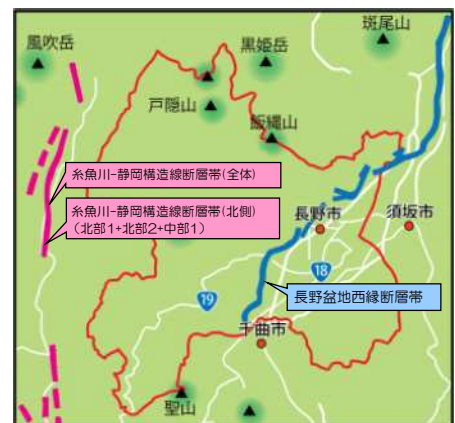 斑尾山
風吹岳
黒姫岳
戸隠山
飯縄山
糸魚川-静岡構造線断層帯(全体)
糸魚川-静岡構造線断層帯(北側)
（北部1+北部2+中部1）
長野市
須坂市
18
19
長野盆地西縁断層帯
千曲市
聖山